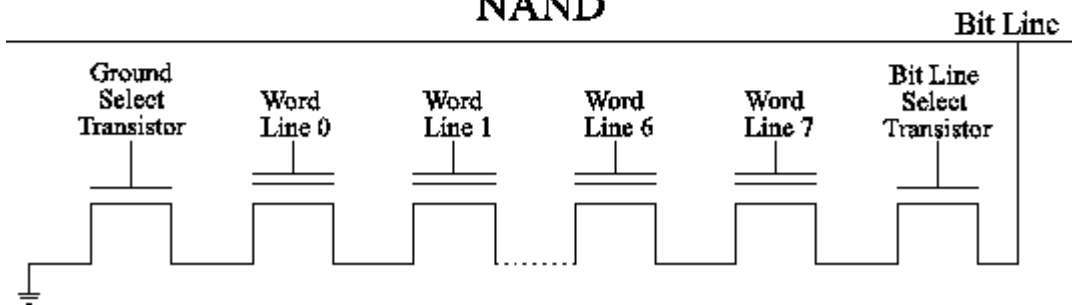 NAND
Bit Line
Ground
Select
Transistor
Word
Line 0
Word
Line 1
Word
Line 6
Word
Line 7
Bit Line
Select
Transistor